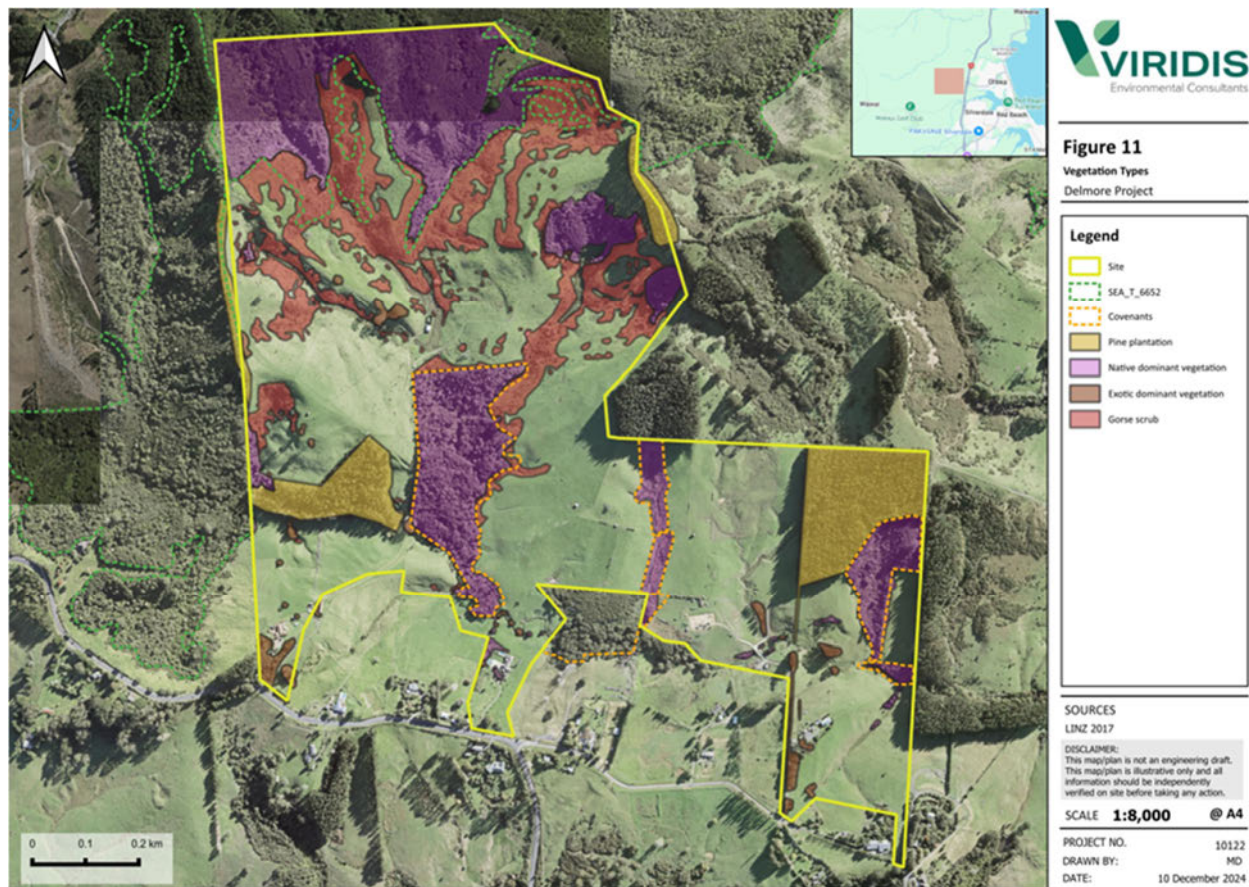 VIRIDIS
Environmental Consultants
Figure 11
Vegetation Types
Delmore Project
Legend
Site
SEA_T_6652
Covenants
Pine plantation
Native dominant vegetation
Exotic dominant vegetation
Gorse scrub
SOURCES
LINZ 2017
DISCLAIMER:
This map/plan is not an engineering draft.
This map/plan is illustrative only and all
information should be independently
verified on site before taking any action.
SCALE 1:8,000 @ A4
PROJECT NO. 10122
DRAWN BY: MD
DATE: 10 December 2024
Orewa
Silverdale
Red Beach
0 0.1 0.2 km